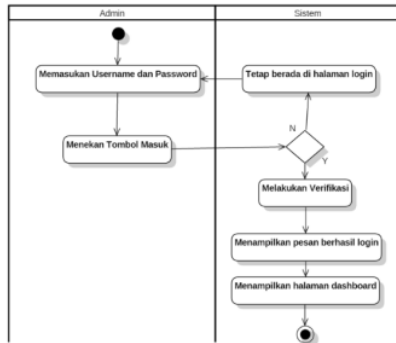 Admin
Sistem
Memasukan Username dan Password
Tetap berada di halaman login
N
Menekan Tombol Masuk
Y
Melakukan Verifikasi
Menampilkan pesan berhasil login
Menampilkan halaman dashboard